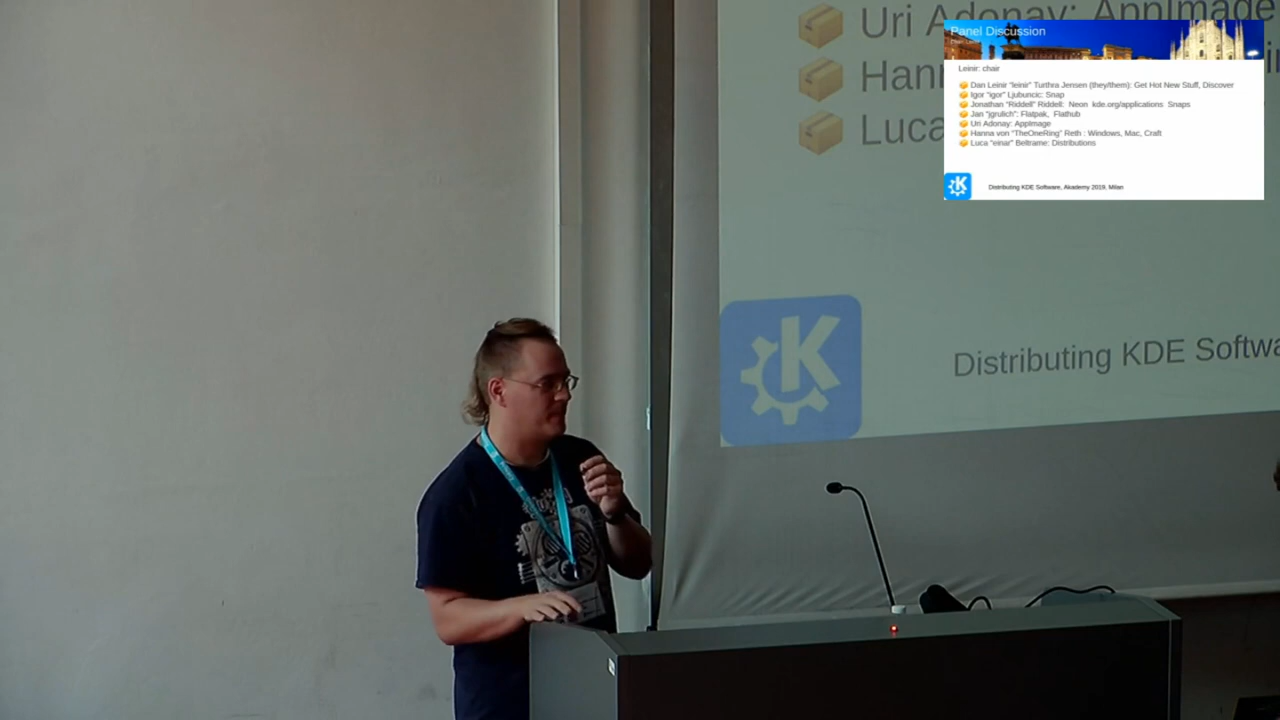 Uri Adonay: AppImage
Hann
Luca
K
Distributing KDE Softwa
Panel Discussion
Leinir: chair
Dan Leinir "leinir" Turthra Jensen (they/them): Get Hot New Stuff, Discover
Igor "igor" Ljubuncic: Snap
Jonathan "Riddell" Riddell: Neon kde.org/applications Snaps
Jan "jgrulich": Flatpak, Flathub
Uri Adonay: AppImage
Hanna von "TheOneRing" Reth : Windows, Mac, Craft
Luca "einar" Beltrame: Distributions
K
Distributing KDE Software, Akademy 2019, Milan